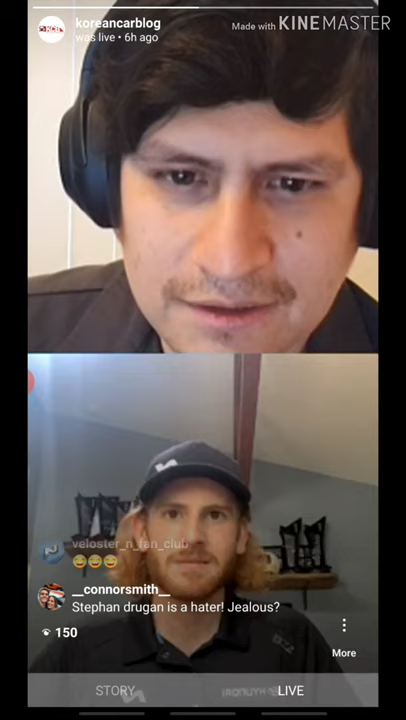 koreancarblog
was live • 6h ago
Made with KINEMASTER
KCB
veloster_n_fan_club
😂😂😂
__connorsmith__
Stephan drugan is a hater! Jealous?
150
More
STORY
LIVE